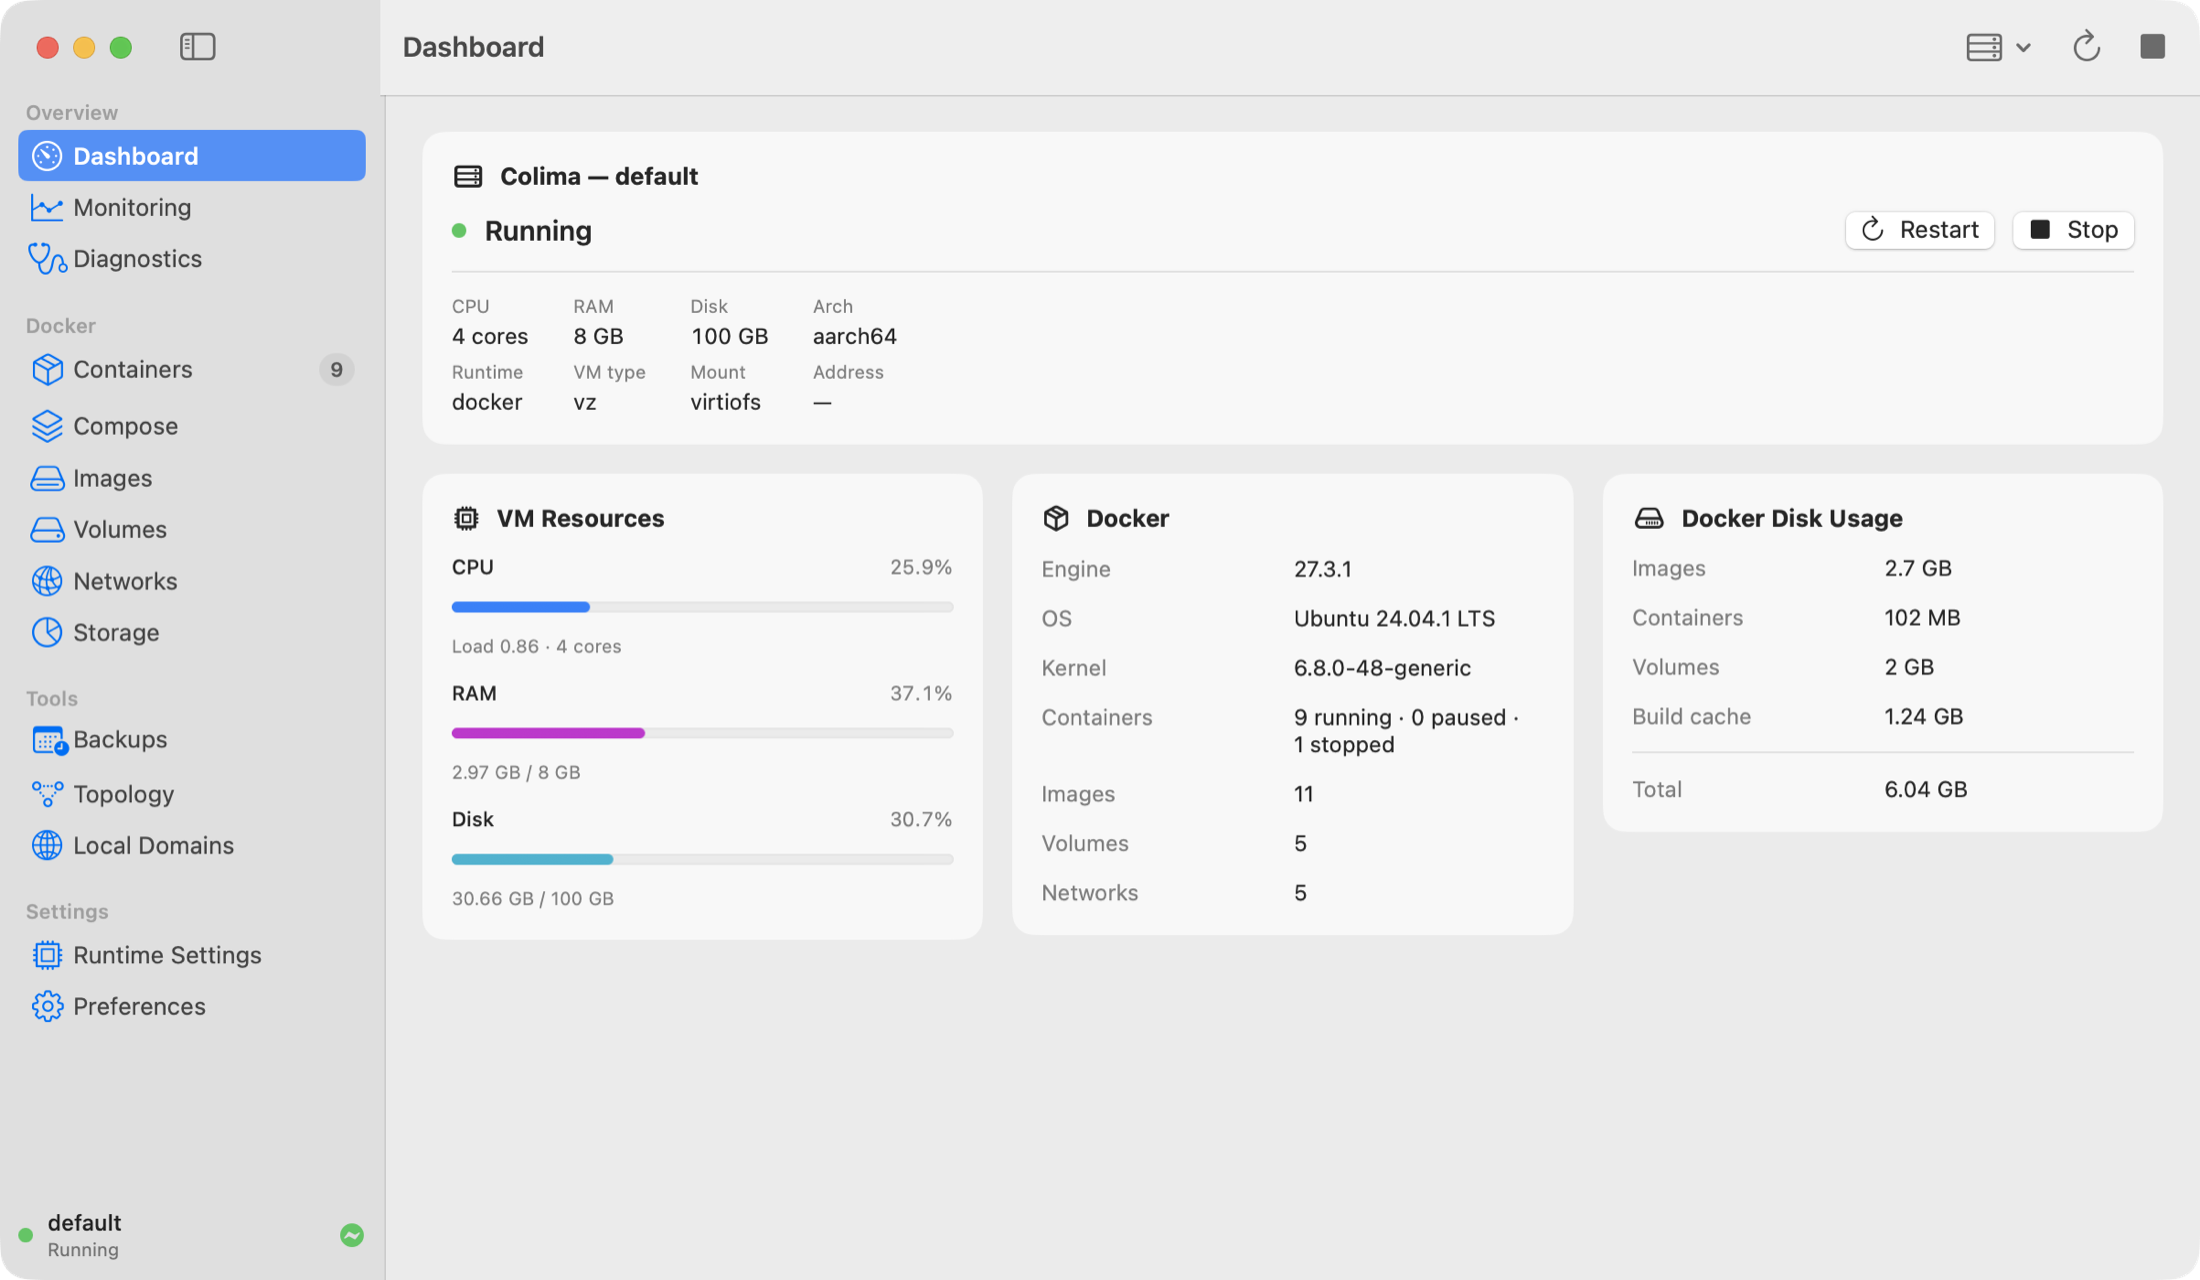 Dashboard
Overview
Dashboard
Monitoring
Diagnostics
Docker
Containers 9
Compose
Images
Volumes
Networks
Storage
Tools
Backups
Topology
Local Domains
Settings
Runtime Settings
Preferences
default
Running
Colima — default
Running
Restart Stop
CPU RAM Disk Arch
4 cores 8 GB 100 GB aarch64
Runtime VM type Mount Address
docker vz virtiofs —
VM Resources
CPU 25.9%
Load 0.86 · 4 cores
RAM 37.1%
2.97 GB / 8 GB
Disk 30.7%
30.66 GB / 100 GB
Docker
Engine 27.3.1
OS Ubuntu 24.04.1 LTS
Kernel 6.8.0-48-generic
Containers 9 running · 0 paused ·
1 stopped
Images 11
Volumes 5
Networks 5
Docker Disk Usage
Images 2.7 GB
Containers 102 MB
Volumes 2 GB
Build cache 1.24 GB
Total 6.04 GB